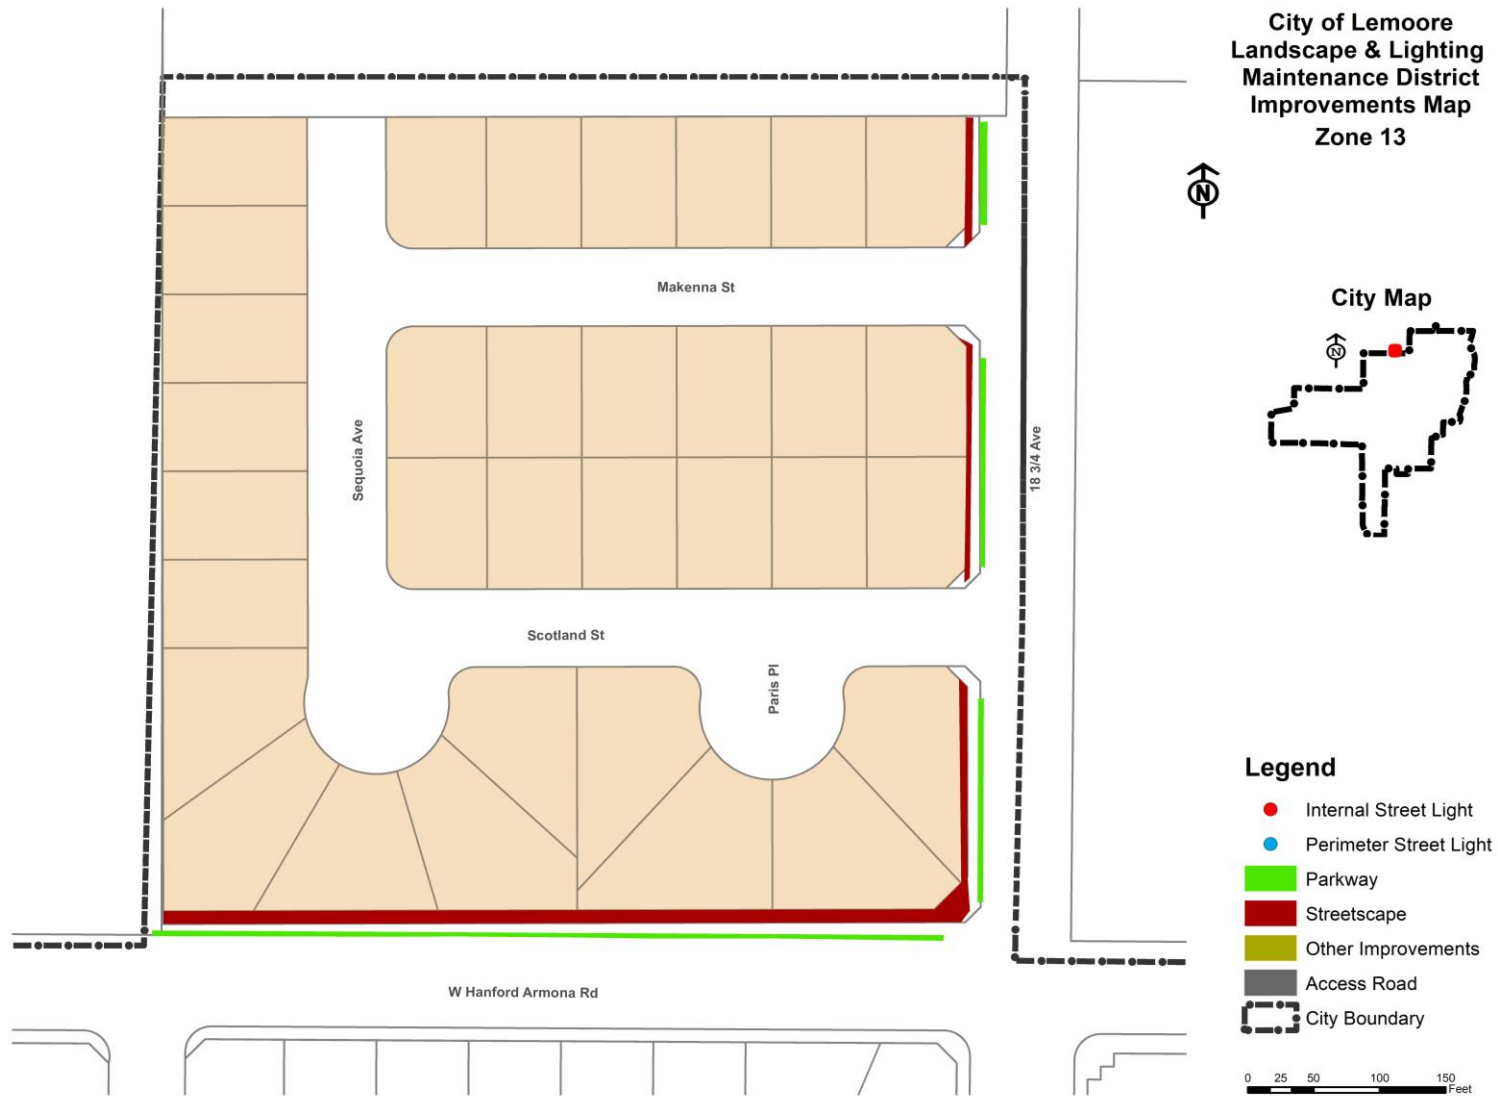 City of Lemoore
Landscape & Lighting
Maintenance District
Improvements Map
Zone 13
N
City Map
N
Makenna St
Sequoia Ave
18 3/4 Ave
Scotland St
Paris Pl
W Hanford Armona Rd
Legend
Internal Street Light
Perimeter Street Light
Parkway
Streetscape
Other Improvements
Access Road
City Boundary
0 25 50 100 150
Feet